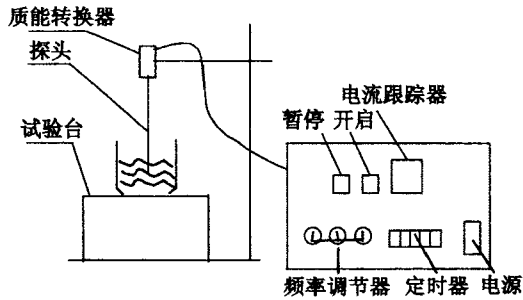 质能转换器
探头
试验台
电流跟踪器
暂停 开启
频率调节器 定时器 电源